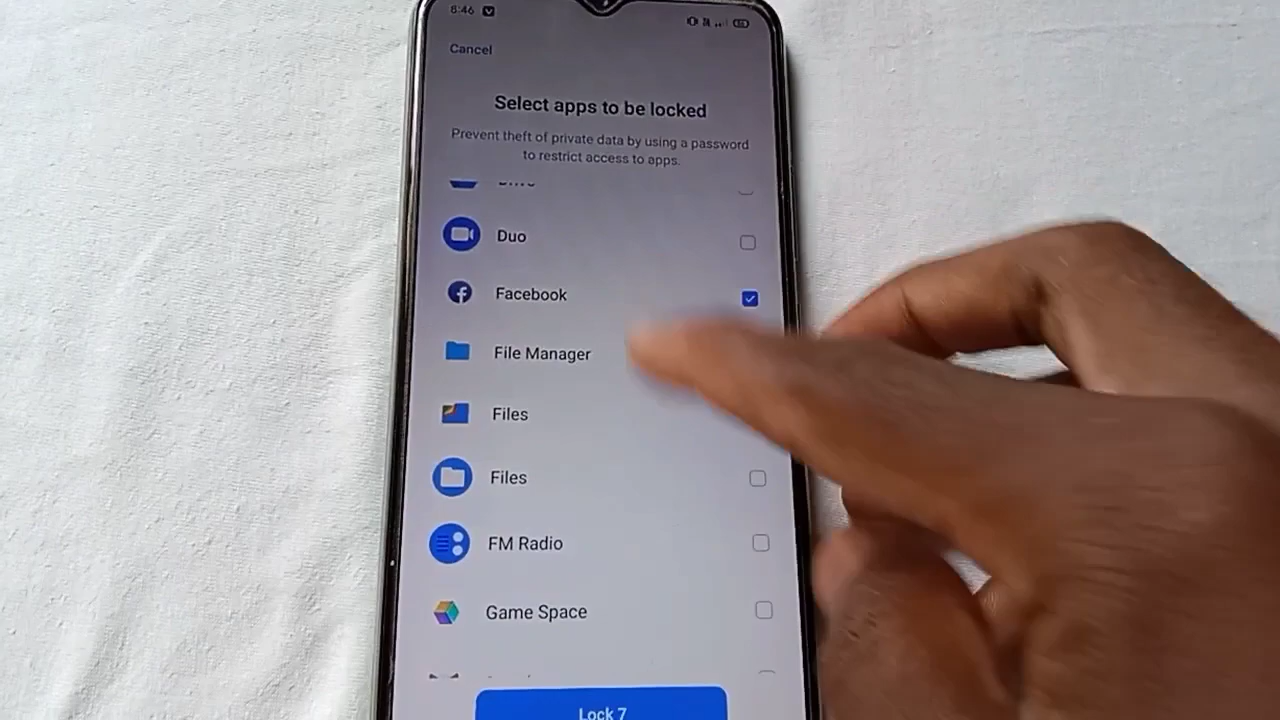 8:46
Cancel
Select apps to be locked
Prevent theft of private data by using a password
to restrict access to apps.
Duo
Facebook
File Manager
Files
Files
FM Radio
Game Space
Lock 7